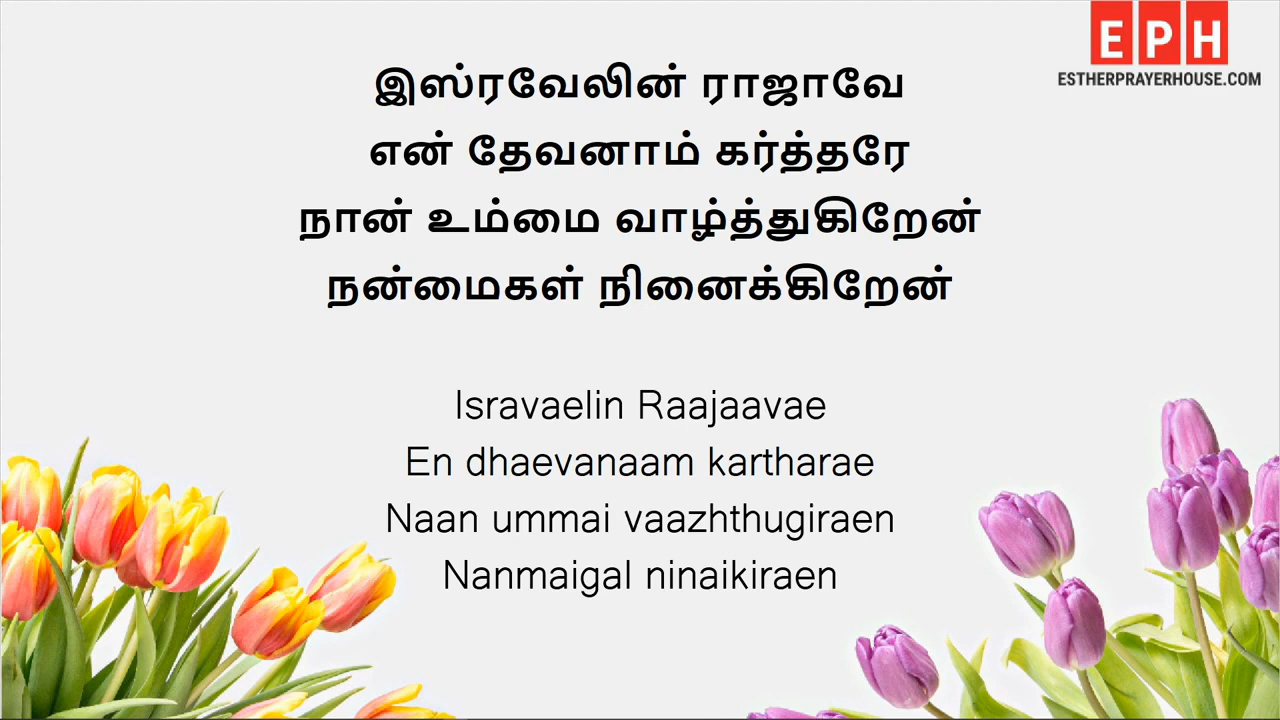 EPH
ESTHERPRAYERHOUSE.COM
இஸ்ரவேலின் ராஜாவே
என் தேவனாம் கர்த்தரே
நான் உம்மை வாழ்த்துகிறேன்
நன்மைகள் நினைக்கிறேன்
Isravaelin Raajaavae
En dhaevanaam kartharae
Naan ummai vaazhthugiraen
Nanmaigal ninaikiraen